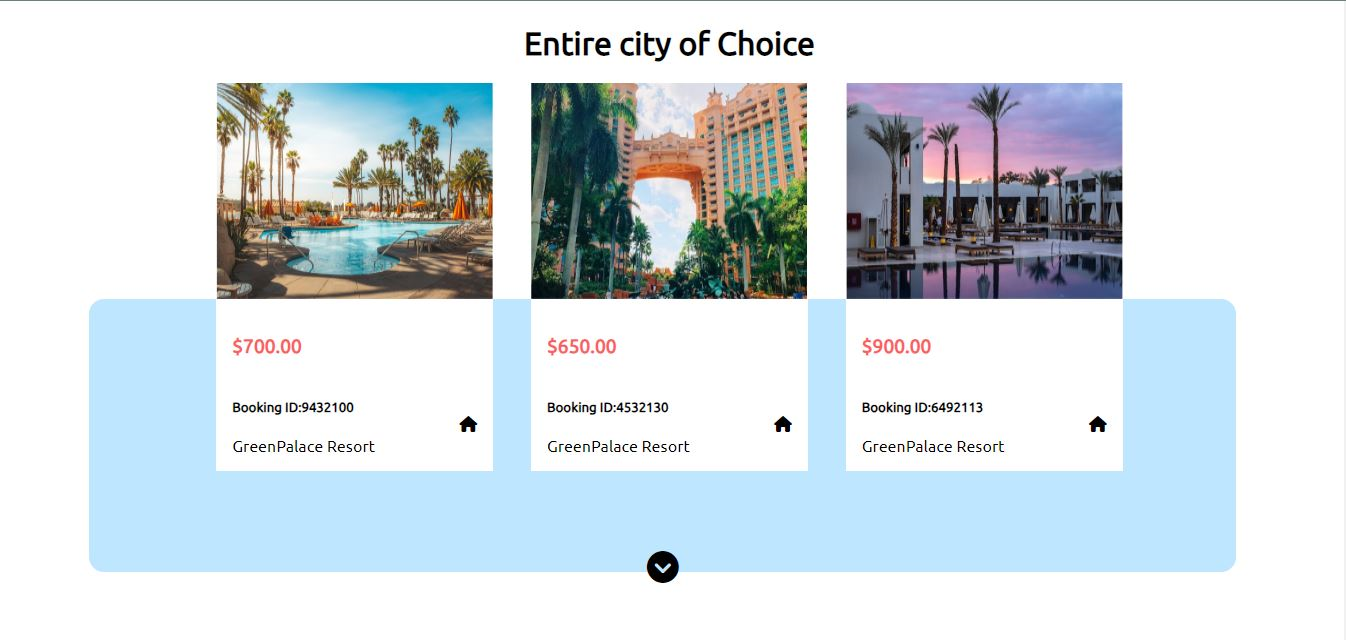 Entire city of Choice
$700.00
Booking ID:9432100
GreenPalace Resort
$650.00
Booking ID:4532130
GreenPalace Resort
$900.00
Booking ID:6492113
GreenPalace Resort